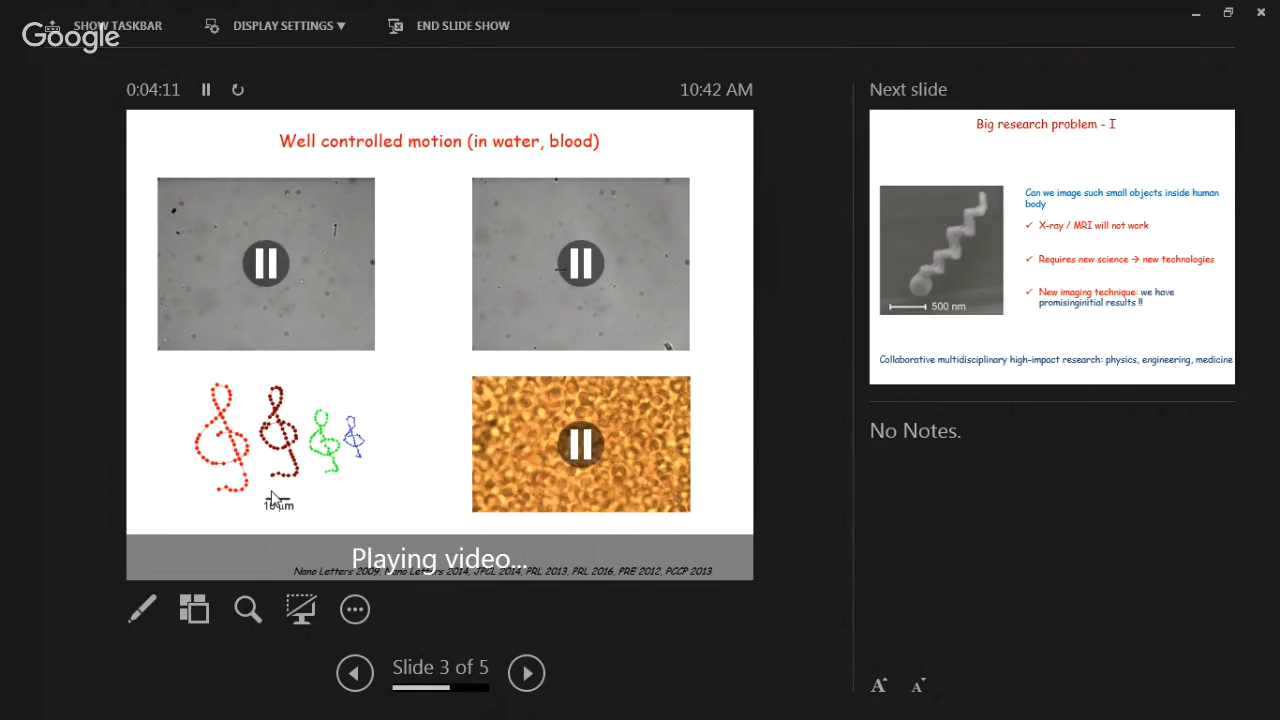 SHOW TASKBAR
DISPLAY SETTINGS ▼
END SLIDE SHOW
Google
0:04:11
10:42 AM
Well controlled motion (in water, blood)
10 μm
Playing video...
Nano Letters 2009, Nano Letters 2014, JPCL 2014, PRL 2013, PRL 2016, PRE 2012, PCCP 2013
Slide 3 of 5
Next slide
Big research problem - I
Can we image such small objects inside human
body
✓ X-ray / MRI will not work
✓ Requires new science → new technologies
✓ New imaging technique: we have
promisinginitial results !!
500 nm
Collaborative multidisciplinary high-impact research: physics, engineering, medicine
No Notes.
A A